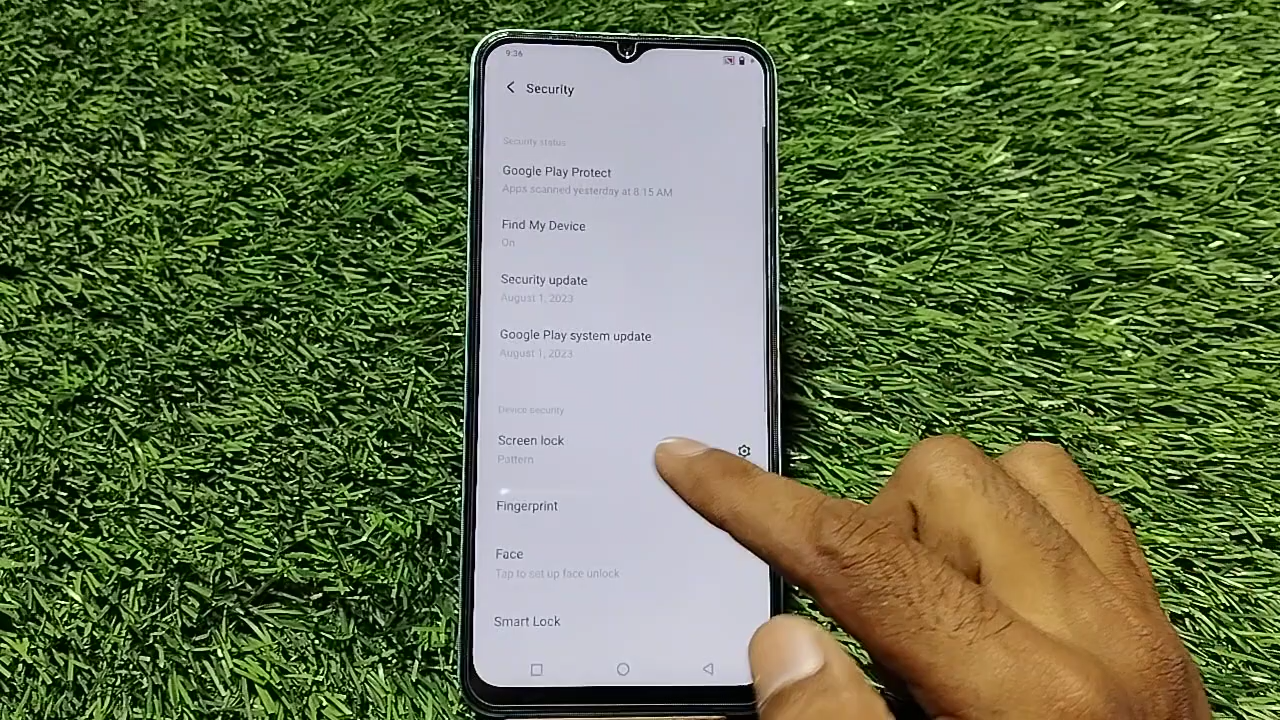 9:36
Security
Security status
Google Play Protect
Apps scanned yesterday at 8:15 AM
Find My Device
On
Security update
August 1, 2023
Google Play system update
August 1, 2023
Device security
Screen lock
Pattern
Fingerprint
Face
Tap to set up face unlock
Smart Lock